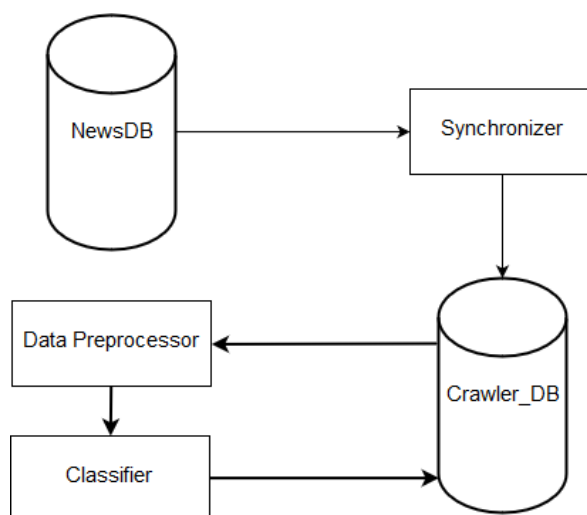 NewsDB
Synchronizer
Data Preprocessor
Crawler_DB
Classifier